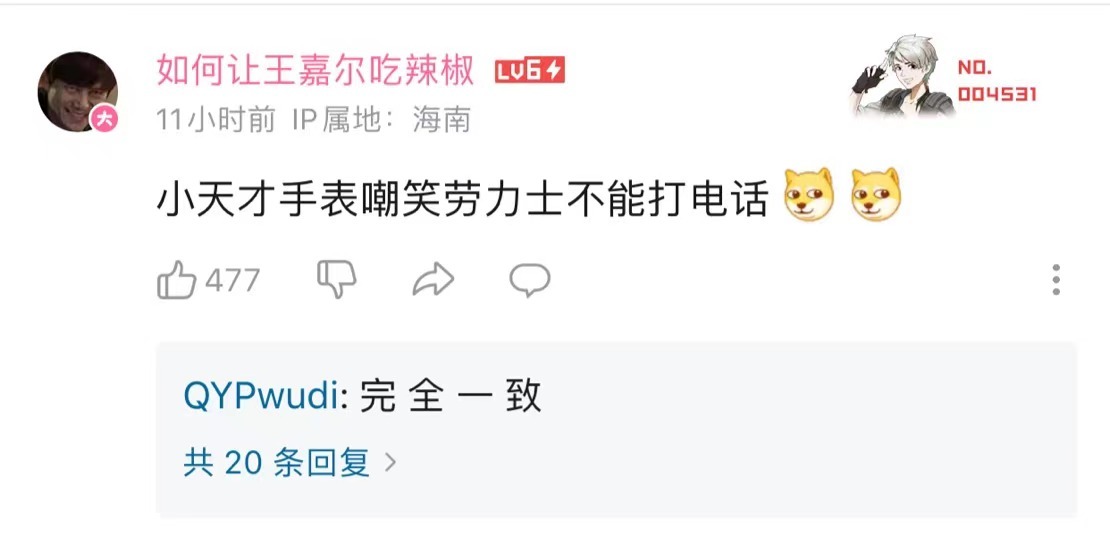 如何让王嘉尔吃辣椒 LV6
NO.
004531
大
11小时前 IP属地：海南
小天才手表嘲笑劳力士不能打电话
477
QYPwudi: 完 全 一 致
共 20 条回复 >